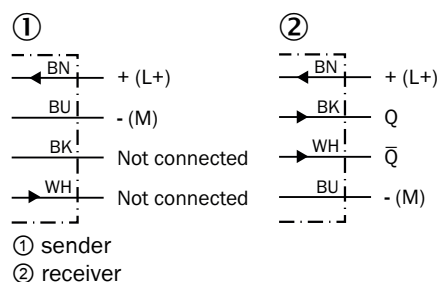 ①
BN + (L+)
BU - (M)
BK Not connected
WH Not connected
②
BN + (L+)
BK Q
WH Q̅
BU - (M)
① sender
② receiver